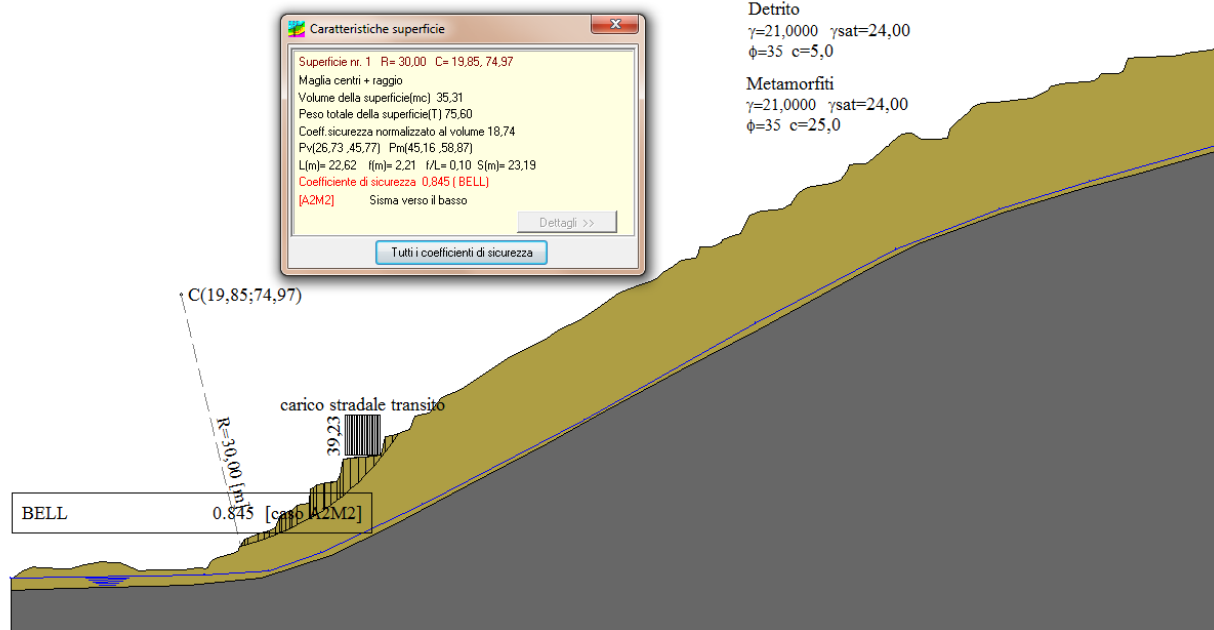 Caratteristiche superficie
Superficie nr. 1 R= 30,00 C= 19,85, 74,97
Maglia centri + raggio
Volume della superficie(mc) 35,31
Peso totale della superficie(T) 75,60
Coeff.sicurezza normalizzato al volume 18,74
Pv(26,73 ,45,77) Pm(45,16 ,58,87)
L(m)= 22,62 f(m)= 2,21 f/L= 0,10 S(m)= 23,19
Coefficiente di sicurezza 0,845 ( BELL)
[A2M2] Sisma verso il basso
Dettagli >>
Tutti i coefficienti di sicurezza
Detrito
γ=21,0000 γsat=24,00
ϕ=35 c=5,0
Metamorfiti
γ=21,0000 γsat=24,00
ϕ=35 c=25,0
C(19,85;74,97)
carico stradale transito
39,23
R=30,00 [m]
BELL 0.845 [caso A2M2]